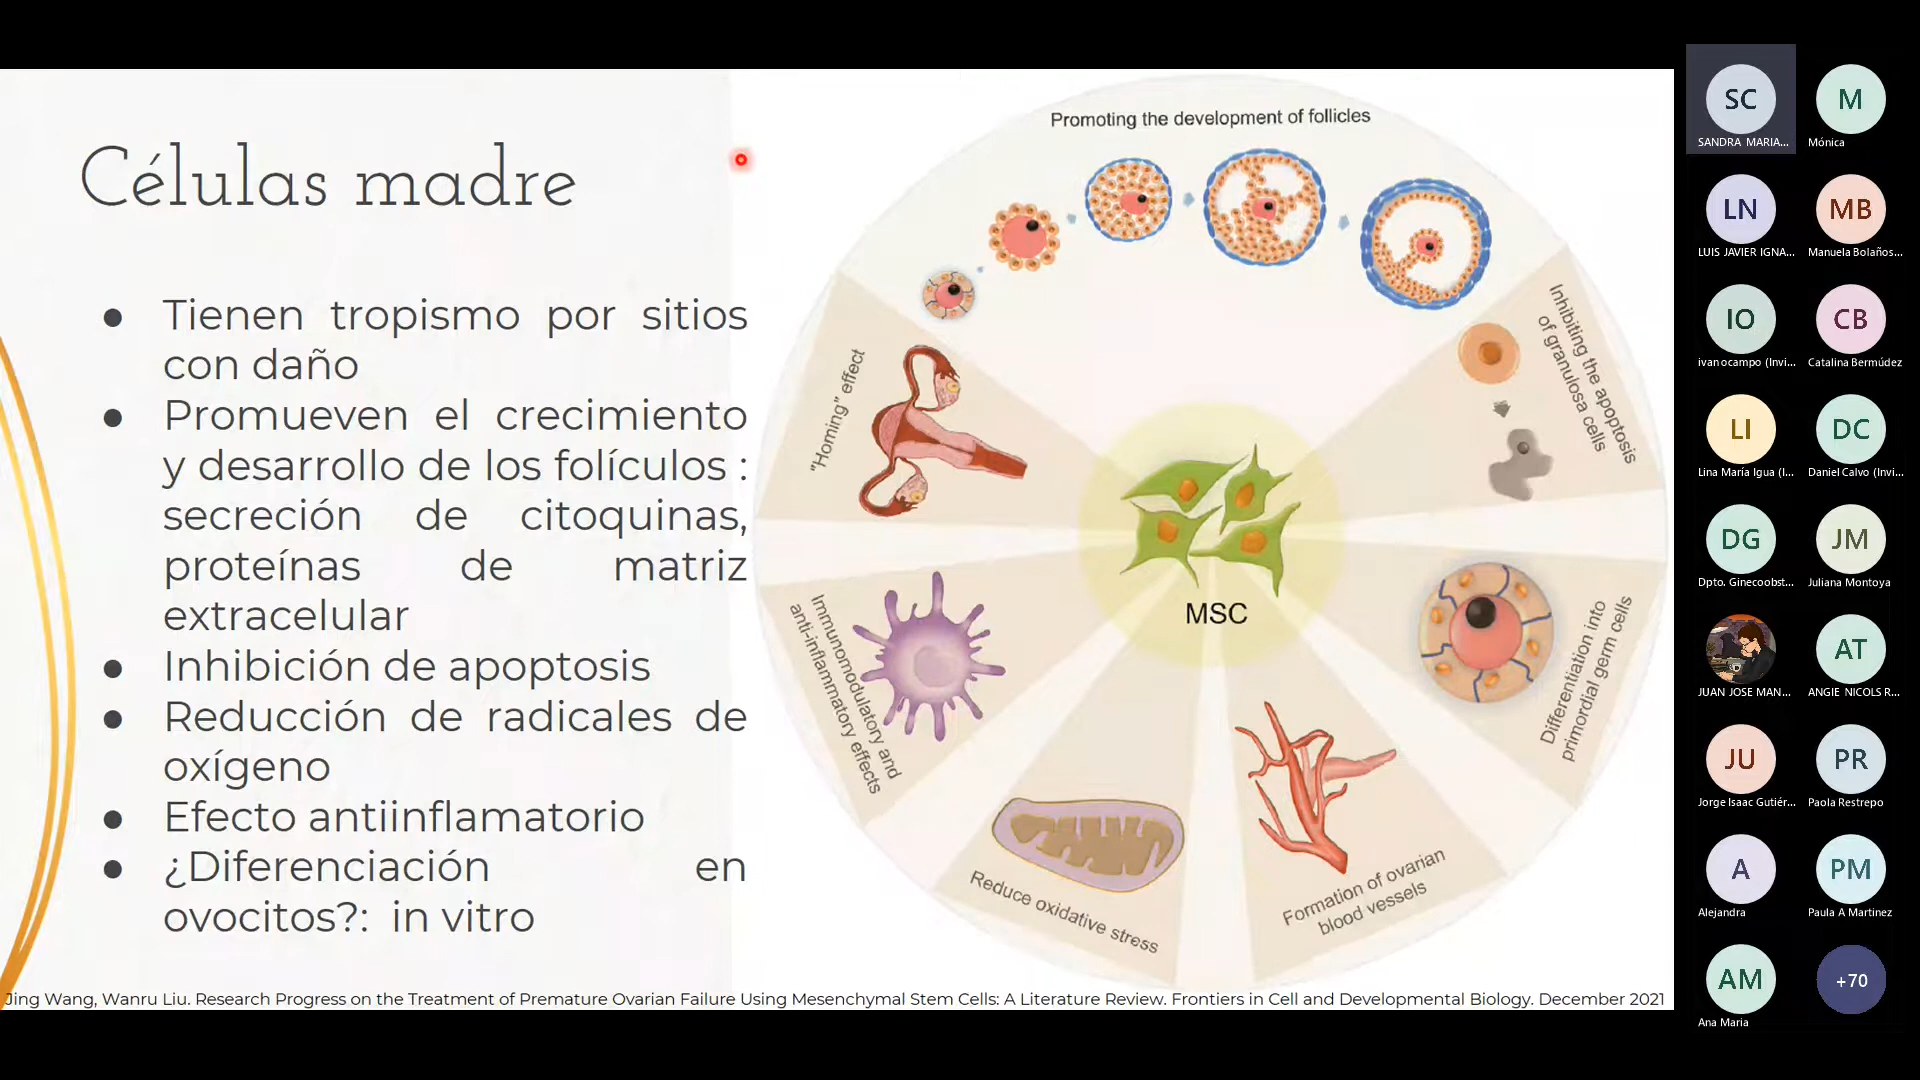 Células madre
● Tienen tropismo por sitios
con daño
● Promueven el crecimiento
y desarrollo de los folículos :
secreción de citoquinas,
proteínas de matriz
extracelular
● Inhibición de apoptosis
● Reducción de radicales de
oxígeno
● Efecto antiinflamatorio
● ¿Diferenciación en
ovocitos?: in vitro
Promoting the development of follicles
Inhibiting the apoptosis
of granulosa cells
"Homing" effect
MSC
Immunomodulatory and
anti-inflammatory effects
Differentiation into
primordial germ cells
Reduce oxidative stress
Formation of ovarian
blood vessels
Jing Wang, Wanru Liu. Research Progress on the Treatment of Premature Ovarian Failure Using Mesenchymal Stem Cells: A Literature Review. Frontiers in Cell and Developmental Biology. December 2021
SC
SANDRA MARIA...
M
Mónica
LN
LUIS JAVIER IGNA...
MB
Manuela Bolaños...
IO
ivan ocampo (Invi...
CB
Catalina Bermúdez
LI
Lina María Igua (I...
DC
Daniel Calvo (Invi...
DG
Dpto. Ginecoobst...
JM
Juliana Montoya
JUAN JOSE MAN...
AT
ANGIE NICOLS R...
JU
Jorge Isaac Gutiér...
PR
Paola Restrepo
A
Alejandra
PM
Paula A Martinez
AM
Ana Maria
+70